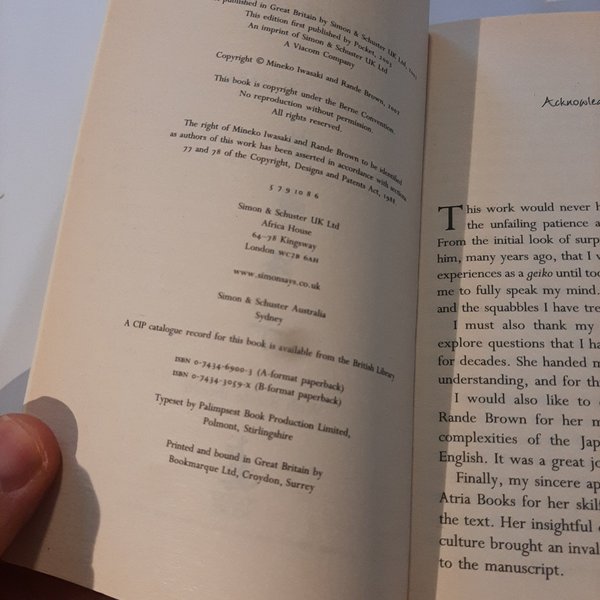 published in Great Britain by Simon & Schuster UK Ltd,
This edition first published by Pocket, 2003
An imprint of Simon & Schuster UK Ltd
A Viacom Company
Copyright © Mineko Iwasaki and Rande Brown, 2002
This book is copyright under the Berne Convention.
No reproduction without permission.
All rights reserved.
The right of Mineko Iwasaki and Rande Brown to be identified
as authors of this work has been asserted in accordance with sections
77 and 78 of the Copyright, Designs and Patents Act, 1988
5 7 9 10 8 6
Simon & Schuster UK Ltd
Africa House
64–78 Kingsway
London WC2B 6AH
www.simonsays.co.uk
Simon & Schuster Australia
Sydney
A CIP catalogue record for this book is available from the British Library
ISBN 0-7434-6900-3 (A-format paperback)
ISBN 0-7434-3059-X (B-format paperback)
Typeset by Palimpsest Book Production Limited,
Polmont, Stirlingshire
Printed and bound in Great Britain by
Bookmarque Ltd, Croydon, Surrey
Acknowle
This work would never h
the unfailing patience a
From the initial look of surp
him, many years ago, that I w
experiences as a geiko until too
me to fully speak my mind.
and the squabbles I have tre
I must also thank my
explore questions that I ha
for decades. She handed m
understanding, and for th
I would also like to
Rande Brown for her m
complexities of the Jap
English. It was a great jo
Finally, my sincere ap
Atria Books for her skil
the text. Her insightful
culture brought an inval
to the manuscript.